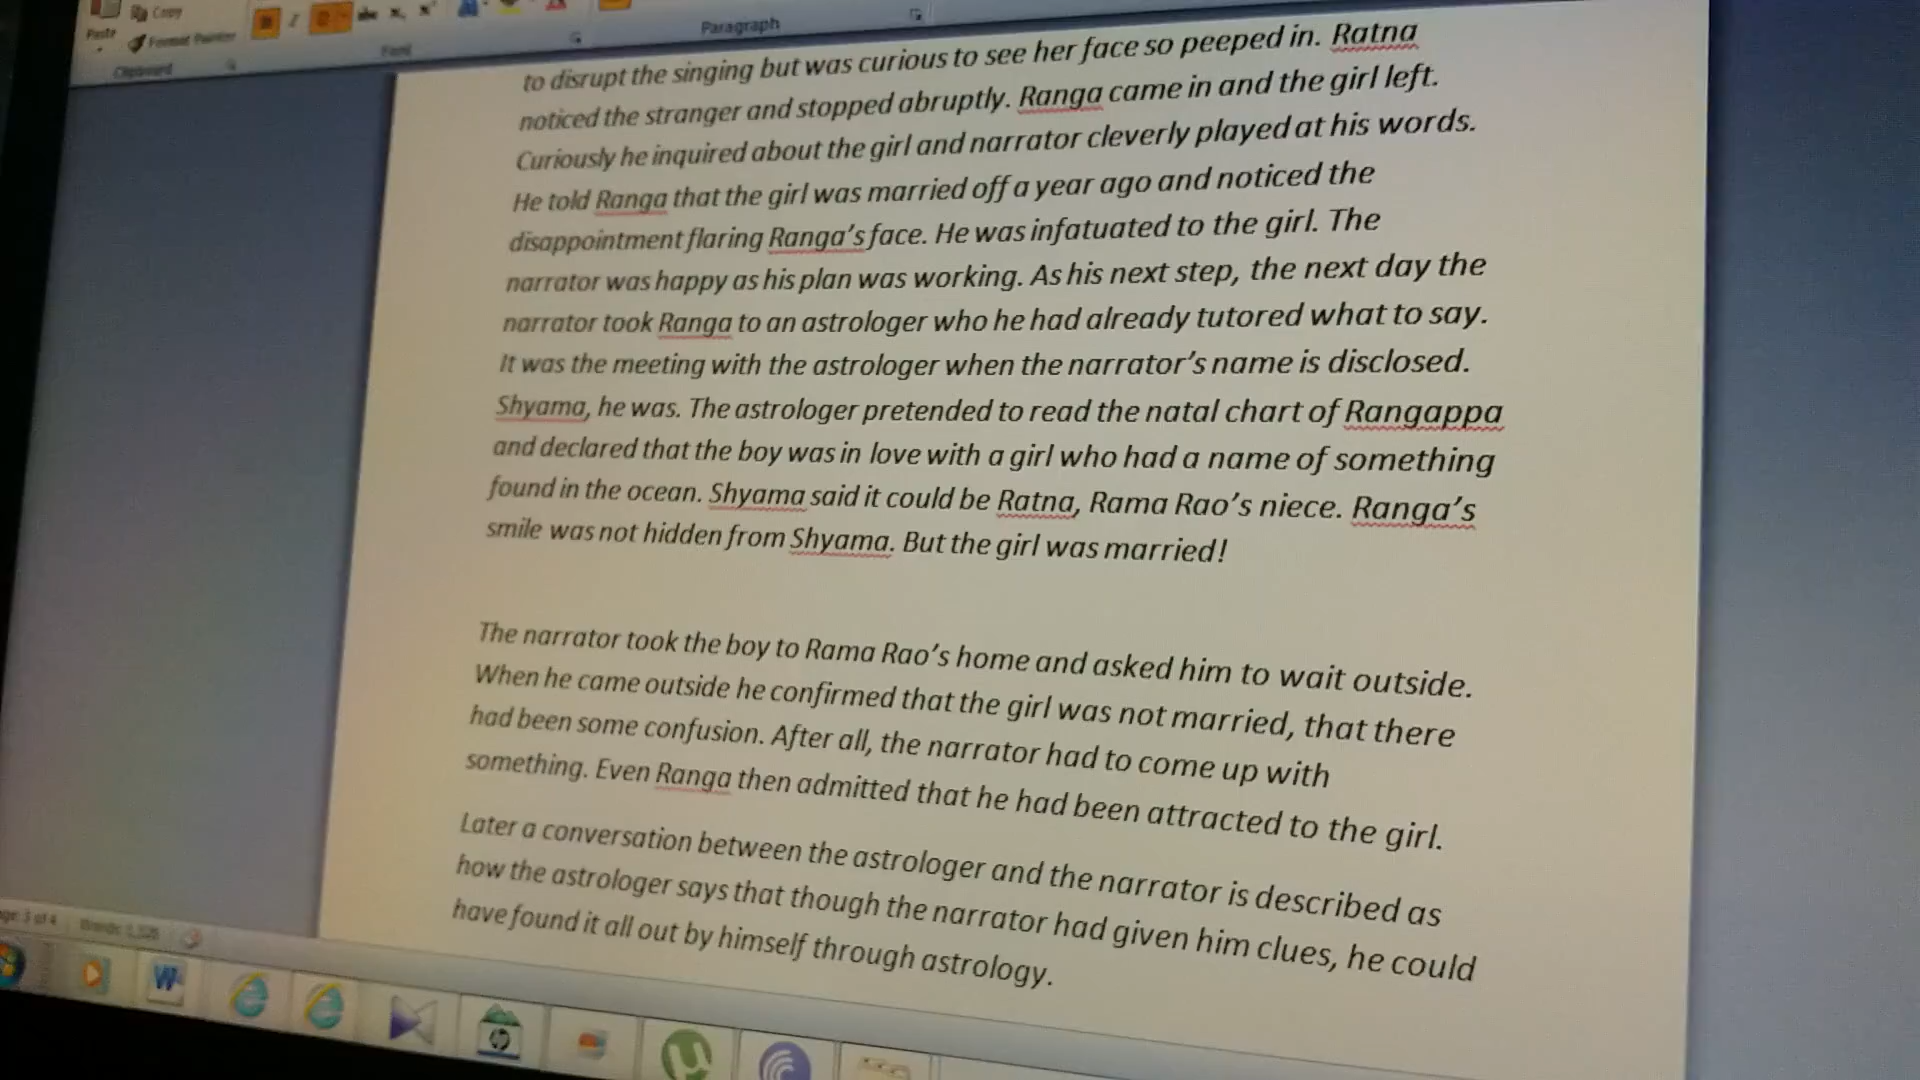 Copy
Paste
Format Painter
Clipboard
Font
Paragraph
to disrupt the singing but was curious to see her face so peeped in. Ratna
noticed the stranger and stopped abruptly. Ranga came in and the girl left.
Curiously he inquired about the girl and narrator cleverly played at his words.
He told Ranga that the girl was married off a year ago and noticed the
disappointment flaring Ranga's face. He was infatuated to the girl. The
narrator was happy as his plan was working. As his next step, the next day the
narrator took Ranga to an astrologer who he had already tutored what to say.
It was the meeting with the astrologer when the narrator's name is disclosed.
Shyama, he was. The astrologer pretended to read the natal chart of Rangappa
and declared that the boy was in love with a girl who had a name of something
found in the ocean. Shyama said it could be Ratna, Rama Rao's niece. Ranga's
smile was not hidden from Shyama. But the girl was married!
The narrator took the boy to Rama Rao's home and asked him to wait outside.
When he came outside he confirmed that the girl was not married, that there
had been some confusion. After all, the narrator had to come up with
something. Even Ranga then admitted that he had been attracted to the girl.
Later a conversation between the astrologer and the narrator is described as
how the astrologer says that though the narrator had given him clues, he could
have found it all out by himself through astrology.